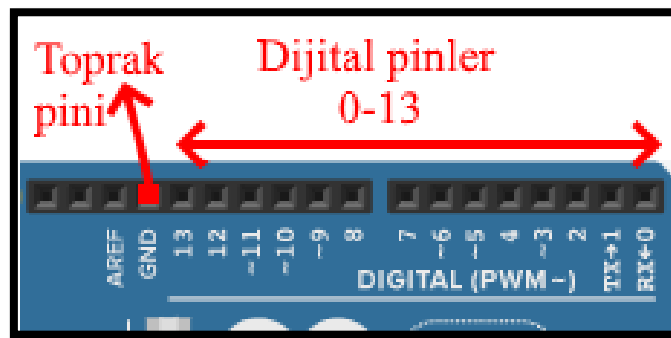 Toprak
pini
Dijital pinler
0-13
AREF
GND
13
12
~11
~10
~9
8
7
~6
~5
4
~3
2
TX→1
RX←0
DIGITAL (PWM~)